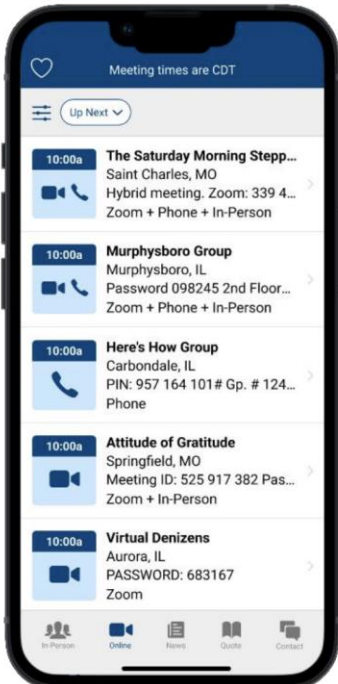 Meeting times are CDT
Up Next
10:00a
The Saturday Morning Stepp...
Saint Charles, MO
Hybrid meeting. Zoom: 339 4...
Zoom + Phone + In-Person
10:00a
Murphysboro Group
Murphysboro, IL
Password 098245 2nd Floor...
Zoom + Phone + In-Person
10:00a
Here's How Group
Carbondale, IL
PIN: 957 164 101# Gp. # 124...
Phone
10:00a
Attitude of Gratitude
Springfield, MO
Meeting ID: 525 917 382 Pas...
Zoom + In-Person
10:00a
Virtual Denizens
Aurora, IL
PASSWORD: 683167
Zoom
In-Person Online News Quote Contact